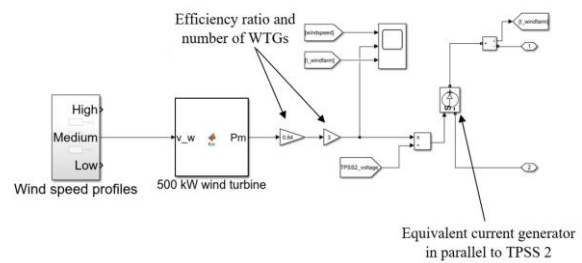 Efficiency ratio and
number of WTGs
[windspeed]
[I_windfarm]
[I_windfarm]
High
Medium
Low
Wind speed profiles
v_w
Pm
500 kW wind turbine
0.84
3
TPSS2_voltage
1
2
Equivalent current generator
in parallel to TPSS 2